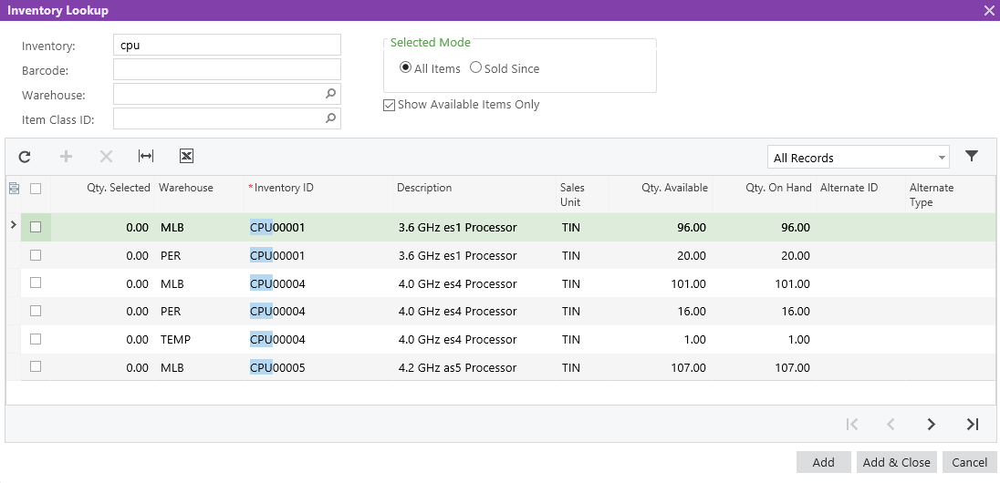 Inventory Lookup
Inventory: cpu
Barcode:
Warehouse:
Item Class ID:
Selected Mode
All Items Sold Since
Show Available Items Only
All Records
Qty. Selected Warehouse * Inventory ID Description Sales Unit Qty. Available Qty. On Hand Alternate ID Alternate Type
0.00 MLB CPU00001 3.6 GHz es1 Processor TIN 96.00 96.00
0.00 PER CPU00001 3.6 GHz es1 Processor TIN 20.00 20.00
0.00 MLB CPU00004 4.0 GHz es4 Processor TIN 101.00 101.00
0.00 PER CPU00004 4.0 GHz es4 Processor TIN 16.00 16.00
0.00 TEMP CPU00004 4.0 GHz es4 Processor TIN 1.00 1.00
0.00 MLB CPU00005 4.2 GHz as5 Processor TIN 107.00 107.00
Add Add & Close Cancel